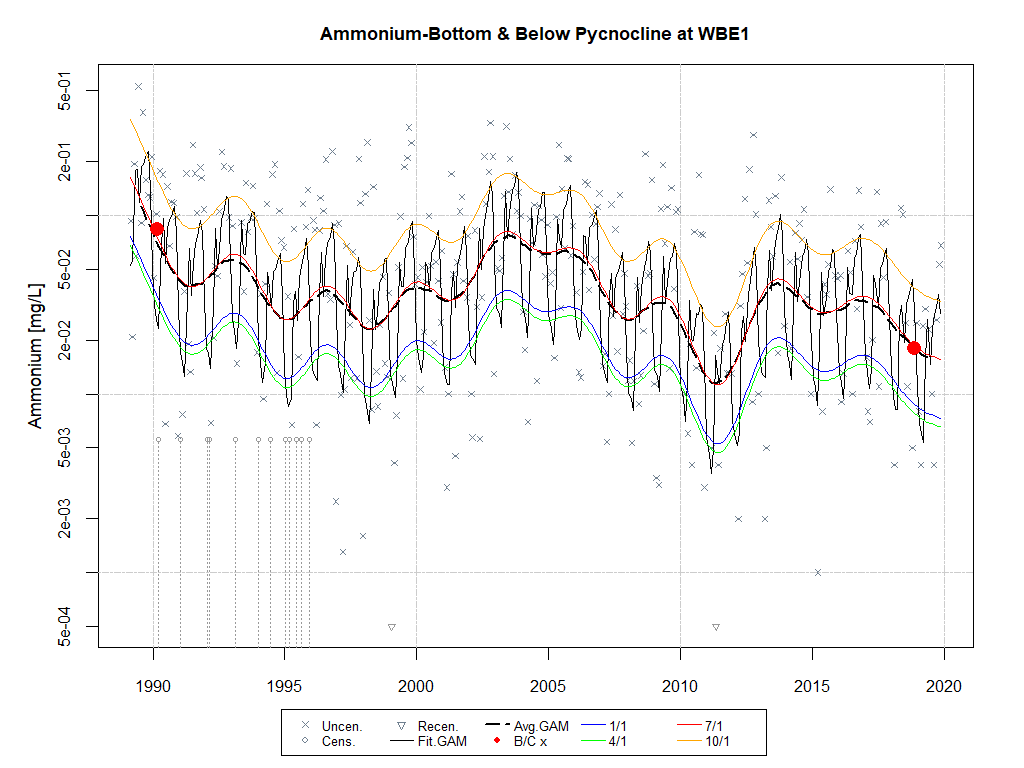 Ammonium-Bottom & Below Pycnocline at WBE1
Ammonium [mg/L]
5e-01
2e-01
5e-02
2e-02
5e-03
2e-03
5e-04
1990 1995 2000 2005 2010 2015 2020
Uncen. Recen. Avg.GAM 1/1 7/1
Cens. Fit.GAM B/C x 4/1 10/1